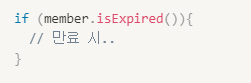 if (member.isExpired()){
  // 만료 시..
}